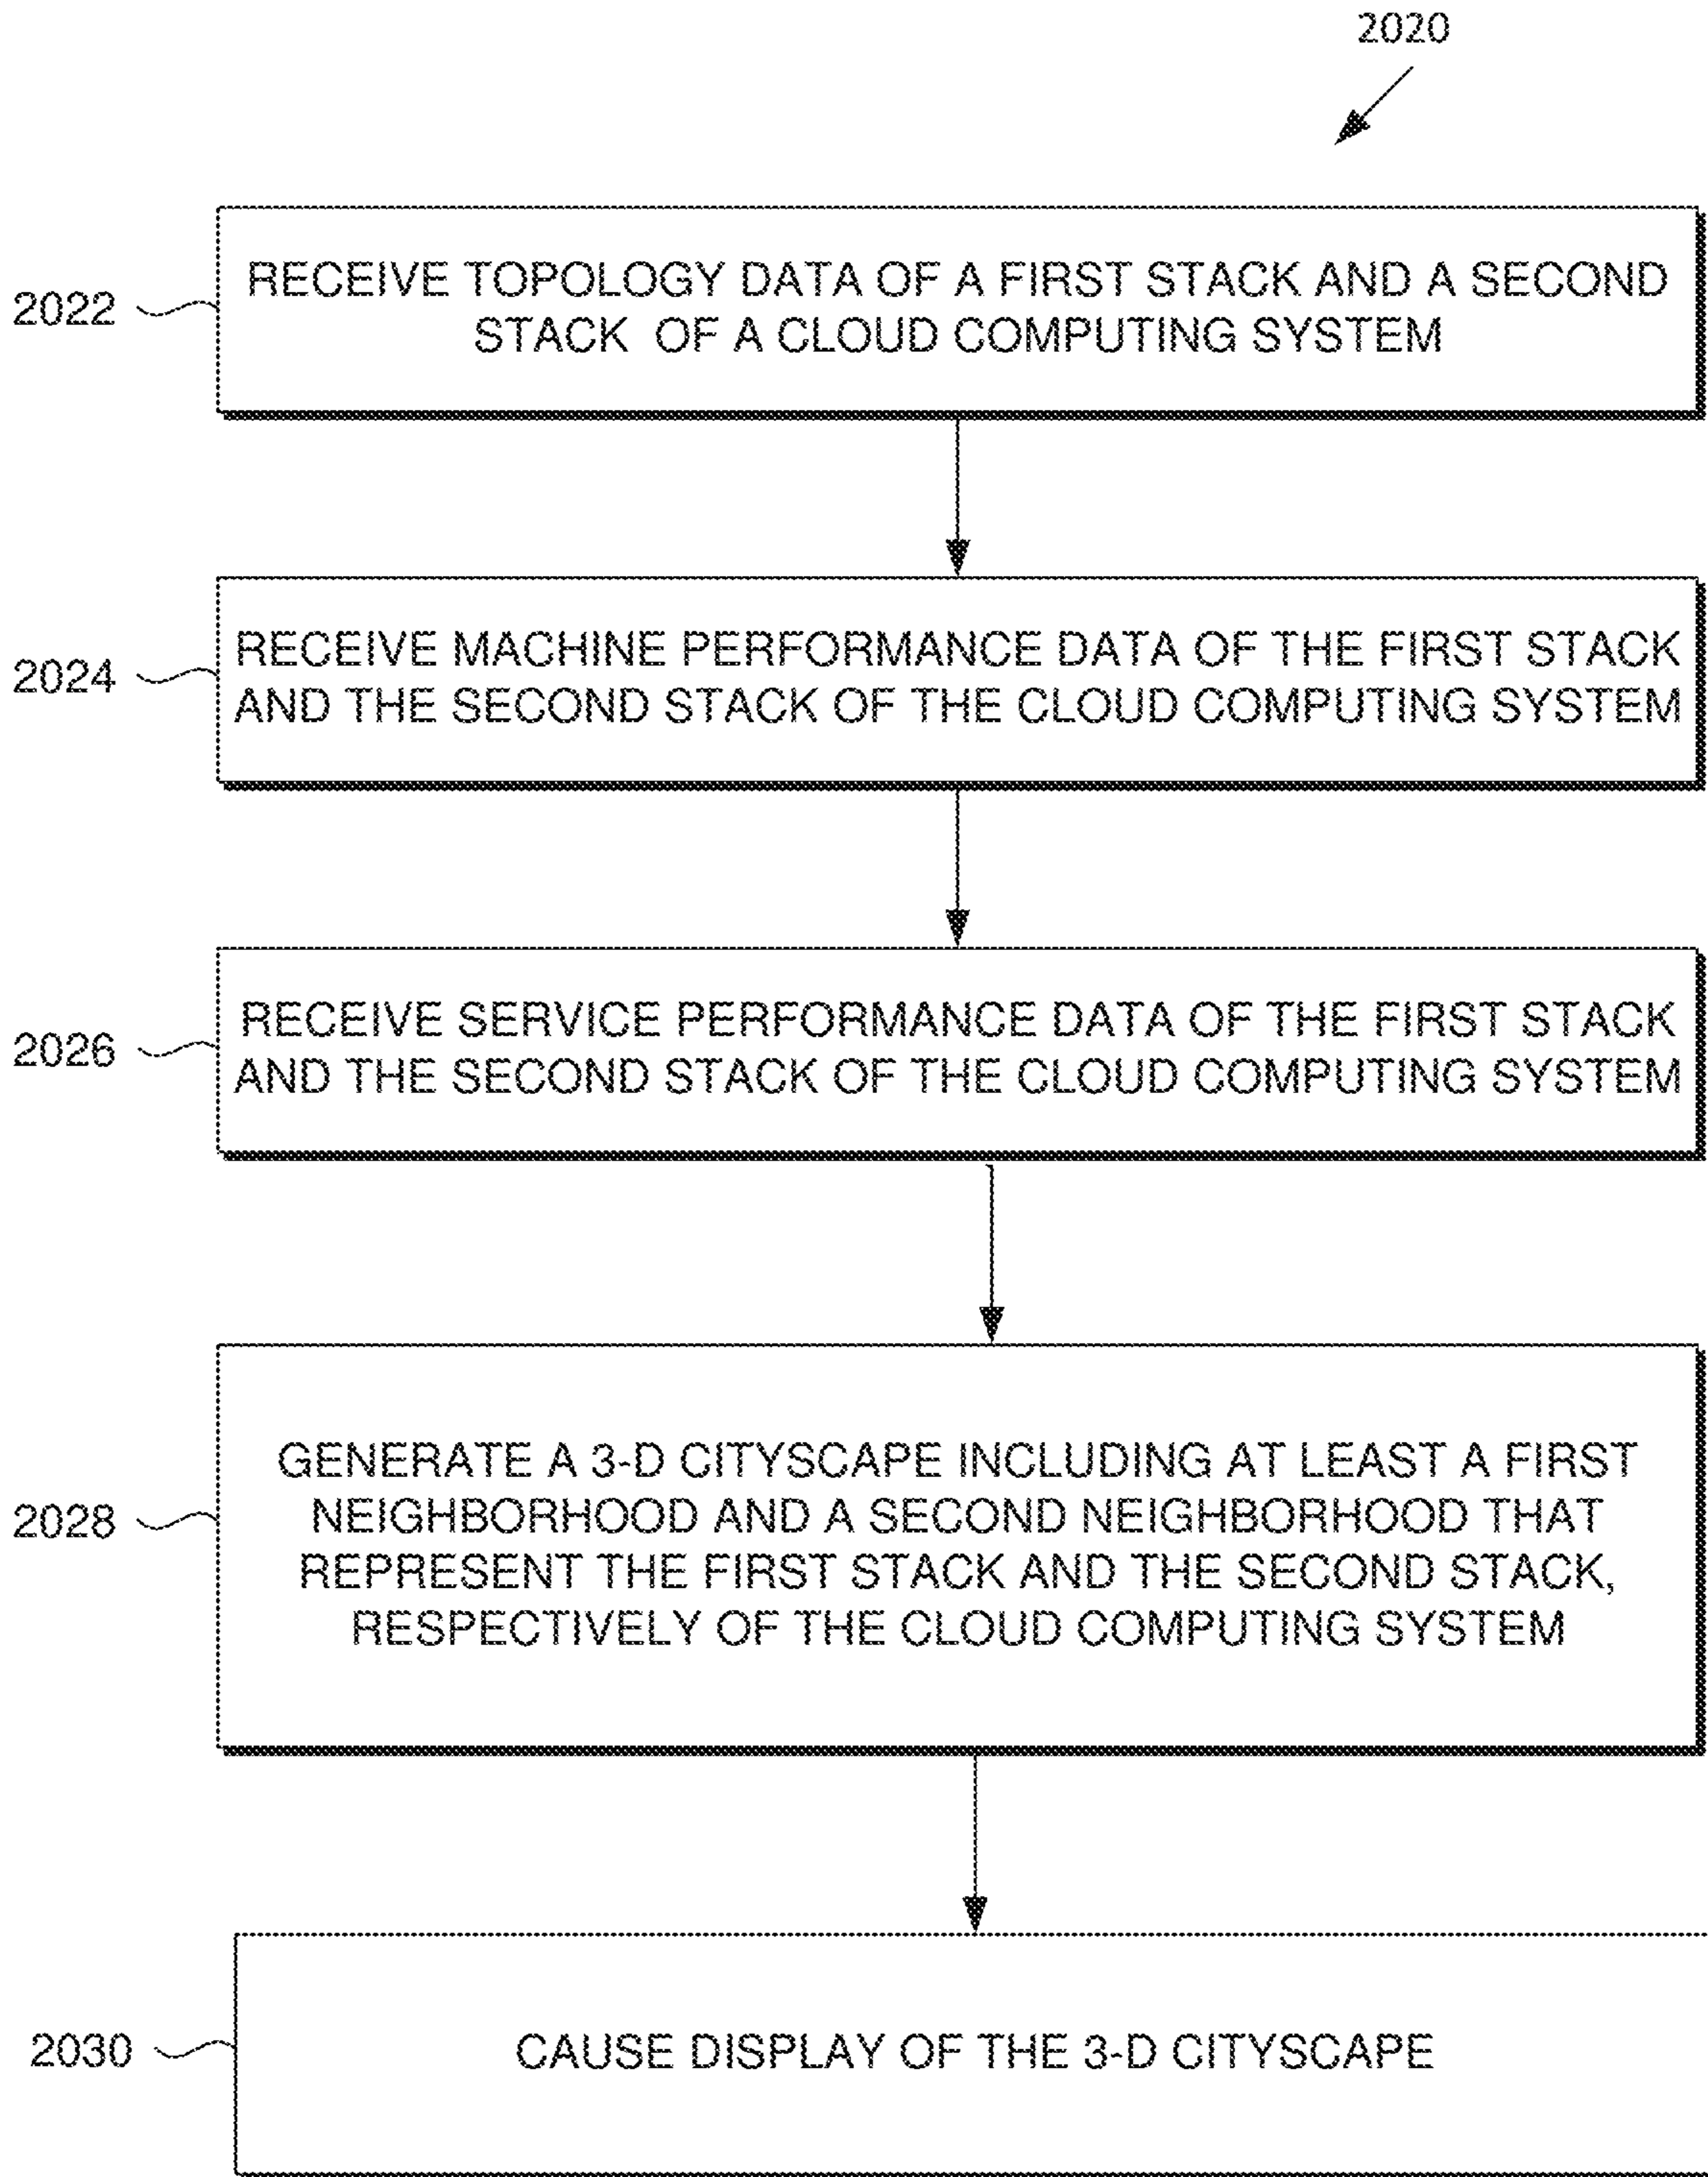 2020
2022
RECEIVE TOPOLOGY DATA OF A FIRST STACK AND A SECOND
STACK OF A CLOUD COMPUTING SYSTEM
2024
RECEIVE MACHINE PERFORMANCE DATA OF THE FIRST STACK
AND THE SECOND STACK OF THE CLOUD COMPUTING SYSTEM
2026
RECEIVE SERVICE PERFORMANCE DATA OF THE FIRST STACK
AND THE SECOND STACK OF THE CLOUD COMPUTING SYSTEM
2028
GENERATE A 3-D CITYSCAPE INCLUDING AT LEAST A FIRST
NEIGHBORHOOD AND A SECOND NEIGHBORHOOD THAT
REPRESENT THE FIRST STACK AND THE SECOND STACK,
RESPECTIVELY OF THE CLOUD COMPUTING SYSTEM
2030
CAUSE DISPLAY OF THE 3-D CITYSCAPE